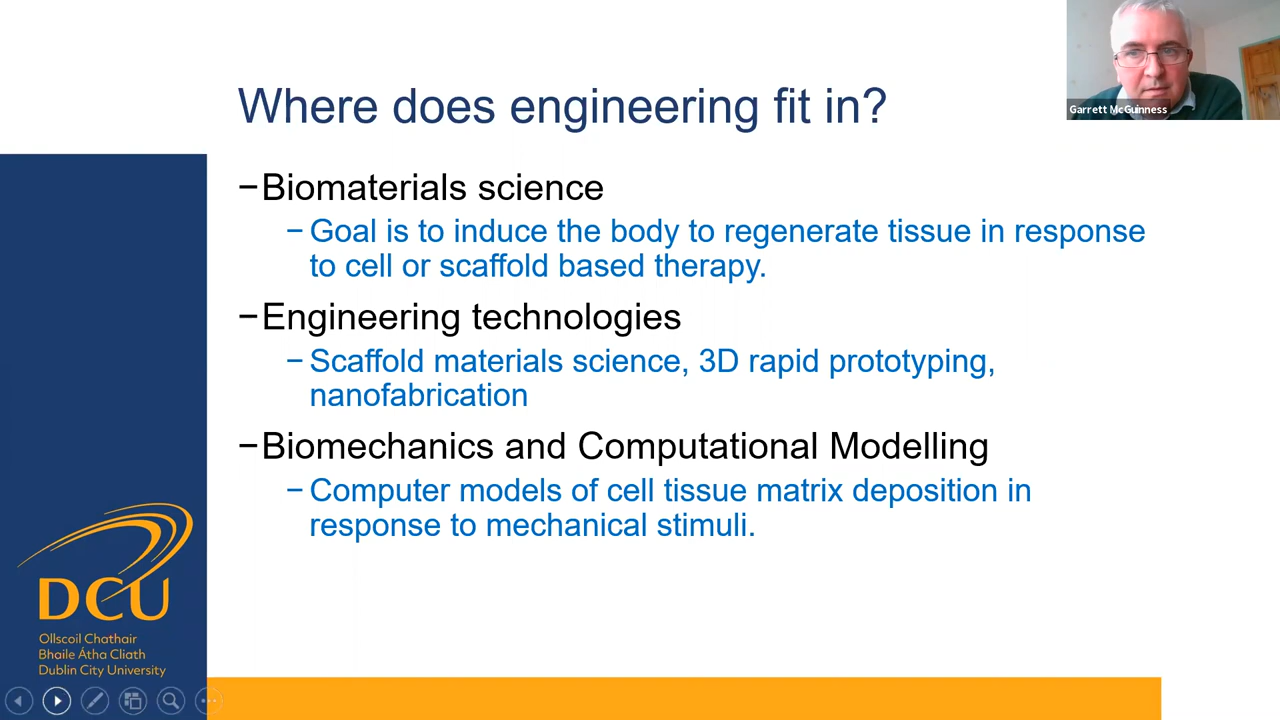 Garrett McGuinness
Where does engineering fit in?
−Biomaterials science
−Goal is to induce the body to regenerate tissue in response
to cell or scaffold based therapy.
−Engineering technologies
−Scaffold materials science, 3D rapid prototyping,
nanofabrication
−Biomechanics and Computational Modelling
−Computer models of cell tissue matrix deposition in
response to mechanical stimuli.
DCU
Ollscoil Chathair
Bhaile Átha Cliath
Dublin City University